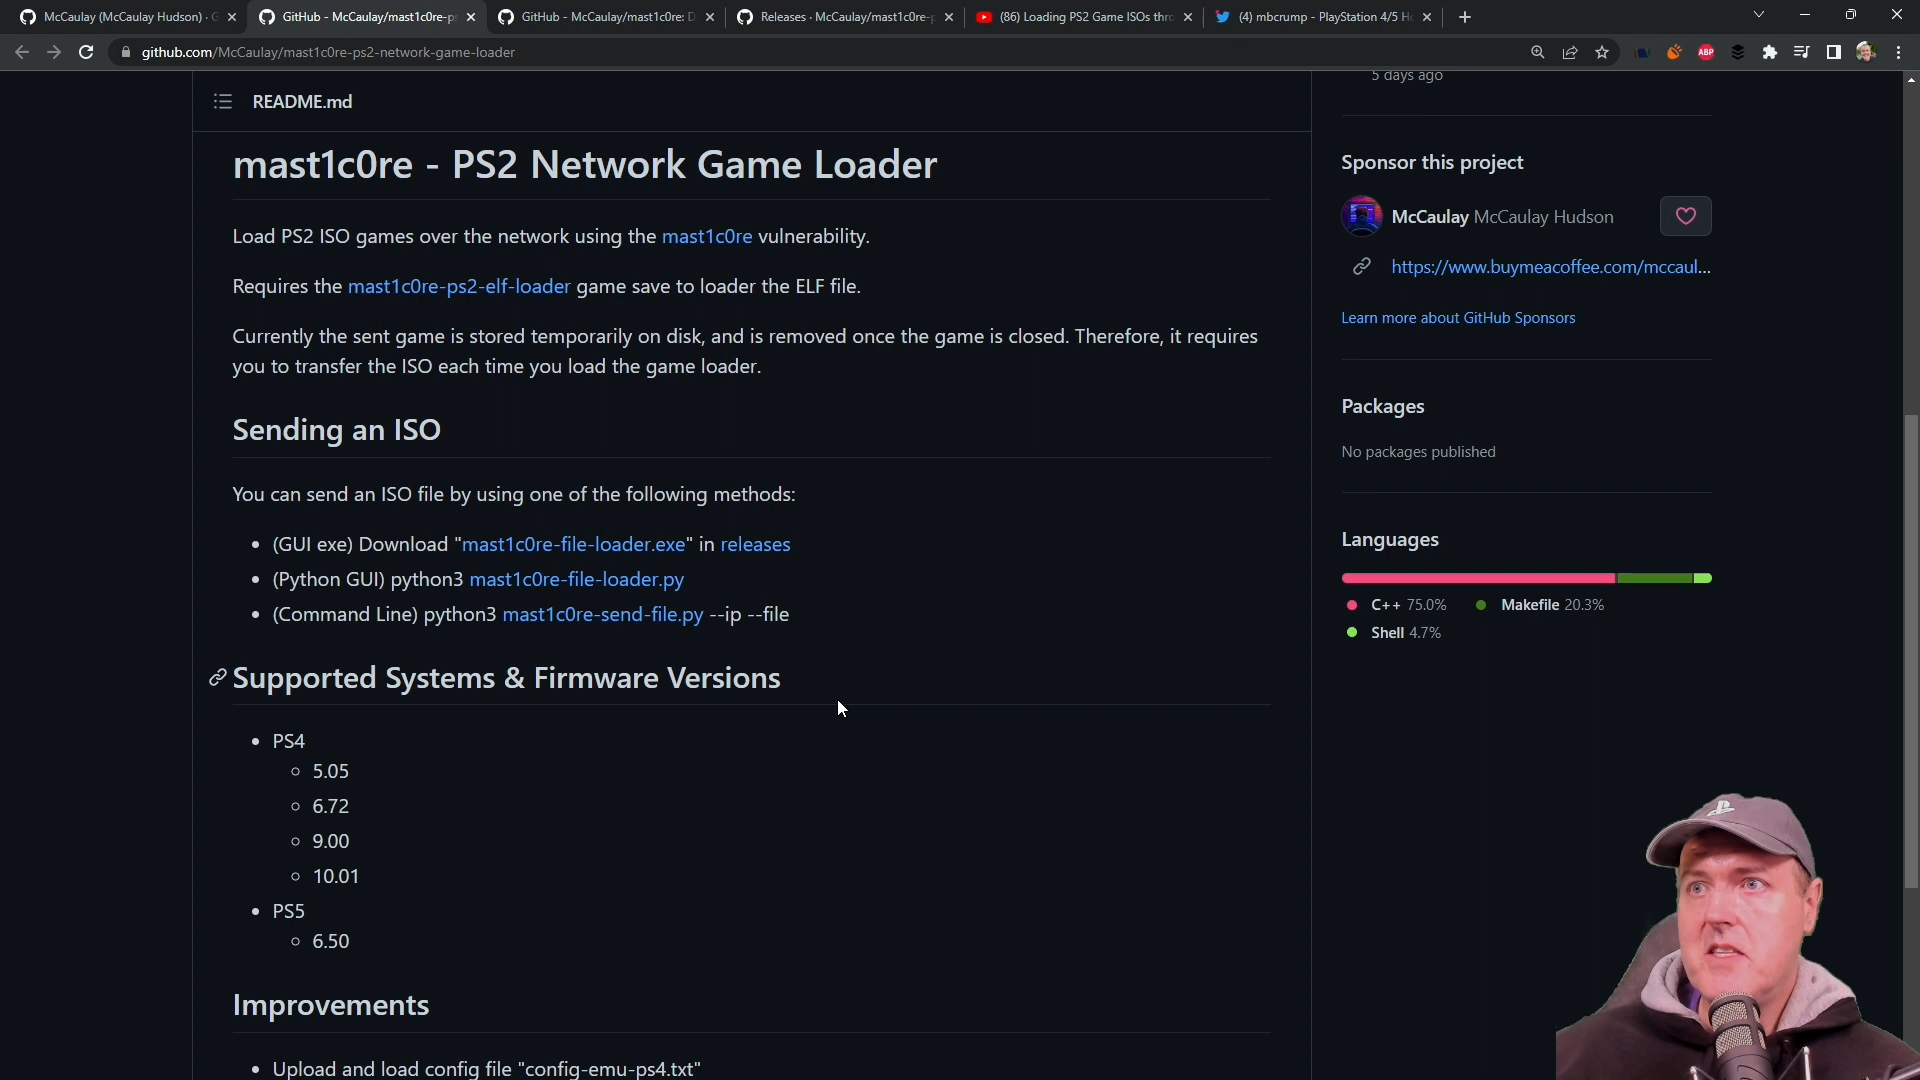 McCaulay (McCaulay Hudson) · G
GitHub - McCaulay/mast1c0re-ps
GitHub - McCaulay/mast1c0re: D
Releases · McCaulay/mast1c0re-p
(86) Loading PS2 Game ISOs thro
(4) mbcrump - PlayStation 4/5 H
github.com/McCaulay/mast1c0re-ps2-network-game-loader
ABP
README.md
mast1c0re - PS2 Network Game Loader
Load PS2 ISO games over the network using the mast1c0re vulnerability.
Requires the mast1c0re-ps2-elf-loader game save to loader the ELF file.
Currently the sent game is stored temporarily on disk, and is removed once the game is closed. Therefore, it requires
you to transfer the ISO each time you load the game loader.
Sending an ISO
You can send an ISO file by using one of the following methods:
• (GUI exe) Download "mast1c0re-file-loader.exe" in releases
• (Python GUI) python3 mast1c0re-file-loader.py
• (Command Line) python3 mast1c0re-send-file.py --ip --file
Supported Systems & Firmware Versions
• PS4
5.05
6.72
9.00
10.01
• PS5
6.50
Improvements
• Upload and load config file "config-emu-ps4.txt"
5 days ago
Sponsor this project
McCaulay McCaulay Hudson
https://www.buymeacoffee.com/mccaul...
Learn more about GitHub Sponsors
Packages
No packages published
Languages
C++ 75.0% Makefile 20.3%
Shell 4.7%